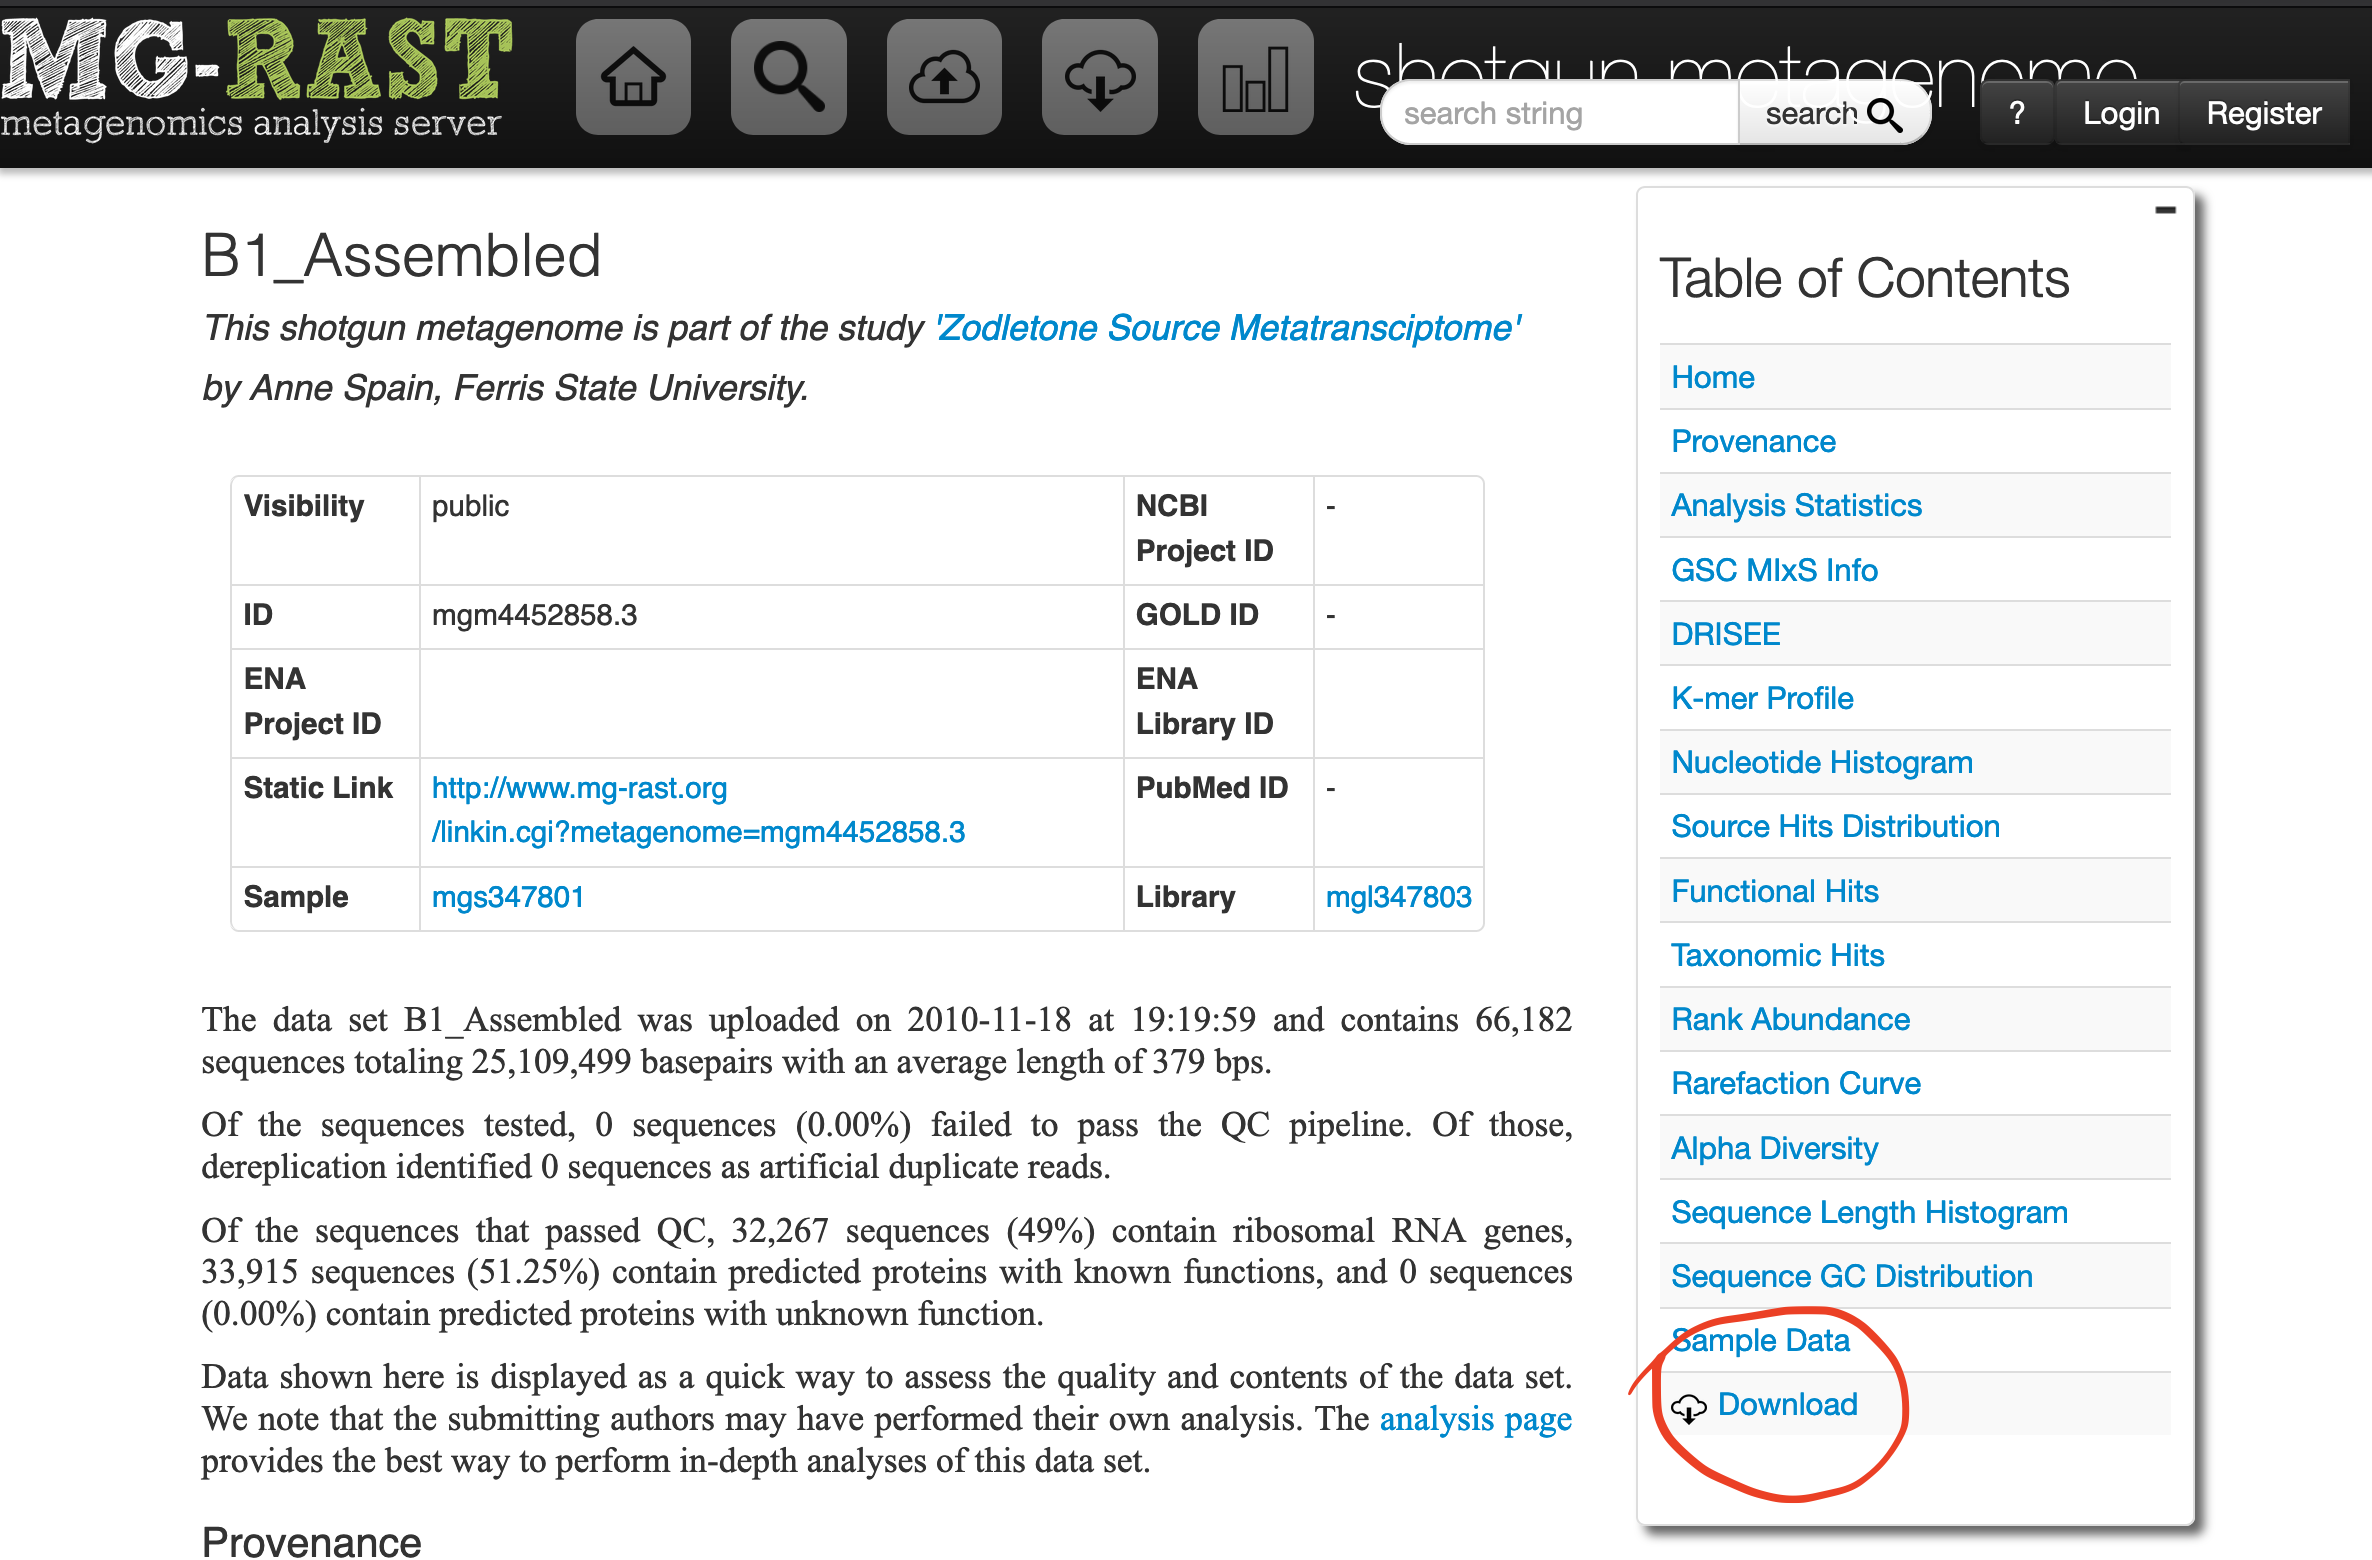 MG-RAST
metagenomics analysis server
shotgun metagenome
search string
search
?
Login
Register
B1_Assembled
This shotgun metagenome is part of the study 'Zodletone Source Metatransciptome'
by Anne Spain, Ferris State University.
Visibility public NCBI Project ID -
ID mgm4452858.3 GOLD ID -
ENA Project ID ENA Library ID
Static Link http://www.mg-rast.org PubMed ID -
/linkin.cgi?metagenome=mgm4452858.3
Sample mgs347801 Library mgl347803
The data set B1_Assembled was uploaded on 2010-11-18 at 19:19:59 and contains 66,182
sequences totaling 25,109,499 basepairs with an average length of 379 bps.
Of the sequences tested, 0 sequences (0.00%) failed to pass the QC pipeline. Of those,
dereplication identified 0 sequences as artificial duplicate reads.
Of the sequences that passed QC, 32,267 sequences (49%) contain ribosomal RNA genes,
33,915 sequences (51.25%) contain predicted proteins with known functions, and 0 sequences
(0.00%) contain predicted proteins with unknown function.
Data shown here is displayed as a quick way to assess the quality and contents of the data set.
We note that the submitting authors may have performed their own analysis. The analysis page
provides the best way to perform in-depth analyses of this data set.
Provenance
Table of Contents
Home
Provenance
Analysis Statistics
GSC MIxS Info
DRISEE
K-mer Profile
Nucleotide Histogram
Source Hits Distribution
Functional Hits
Taxonomic Hits
Rank Abundance
Rarefaction Curve
Alpha Diversity
Sequence Length Histogram
Sequence GC Distribution
Sample Data
Download